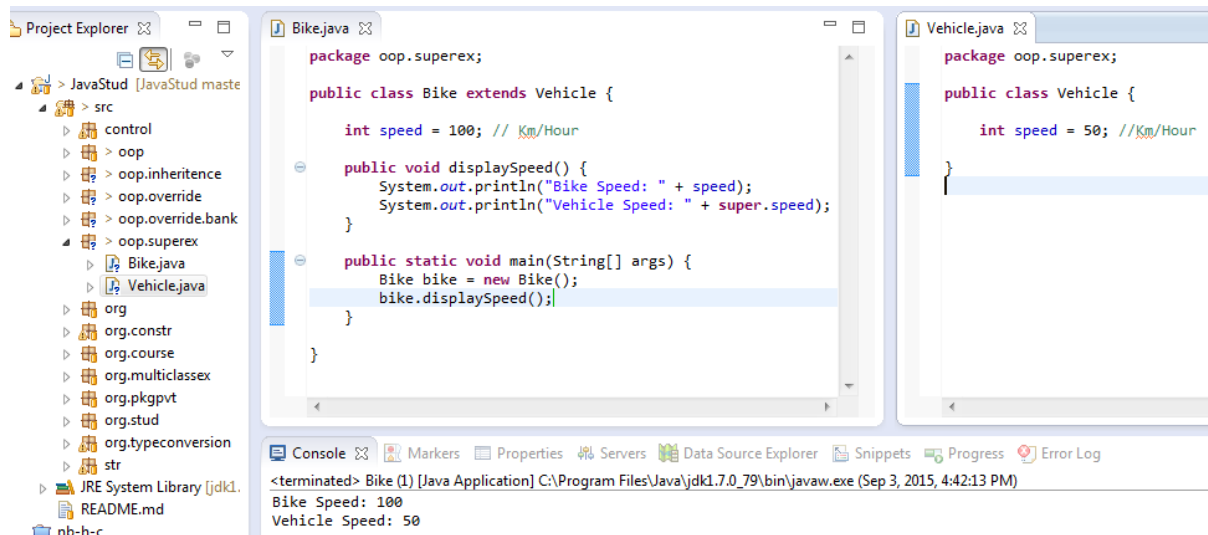 Project Explorer
> JavaStud [JavaStud maste
> src
control
> oop
> oop.inheritence
> oop.override
> oop.override.bank
> oop.superex
Bike.java
Vehicle.java
org
org.constr
org.course
org.multiclassex
org.pkgpvt
org.stud
org.typeconversion
str
JRE System Library [jdk1.
README.md
nb-h-c
Bike.java
package oop.superex;
public class Bike extends Vehicle {
int speed = 100; // Km/Hour
public void displaySpeed() {
System.out.println("Bike Speed: " + speed);
System.out.println("Vehicle Speed: " + super.speed);
}
public static void main(String[] args) {
Bike bike = new Bike();
bike.displaySpeed();
}
}
Vehicle.java
package oop.superex;
public class Vehicle {
int speed = 50; //Km/Hour
}
Console Markers Properties Servers Data Source Explorer Snippets Progress Error Log
<terminated> Bike (1) [Java Application] C:\Program Files\Java\jdk1.7.0_79\bin\javaw.exe (Sep 3, 2015, 4:42:13 PM)
Bike Speed: 100
Vehicle Speed: 50